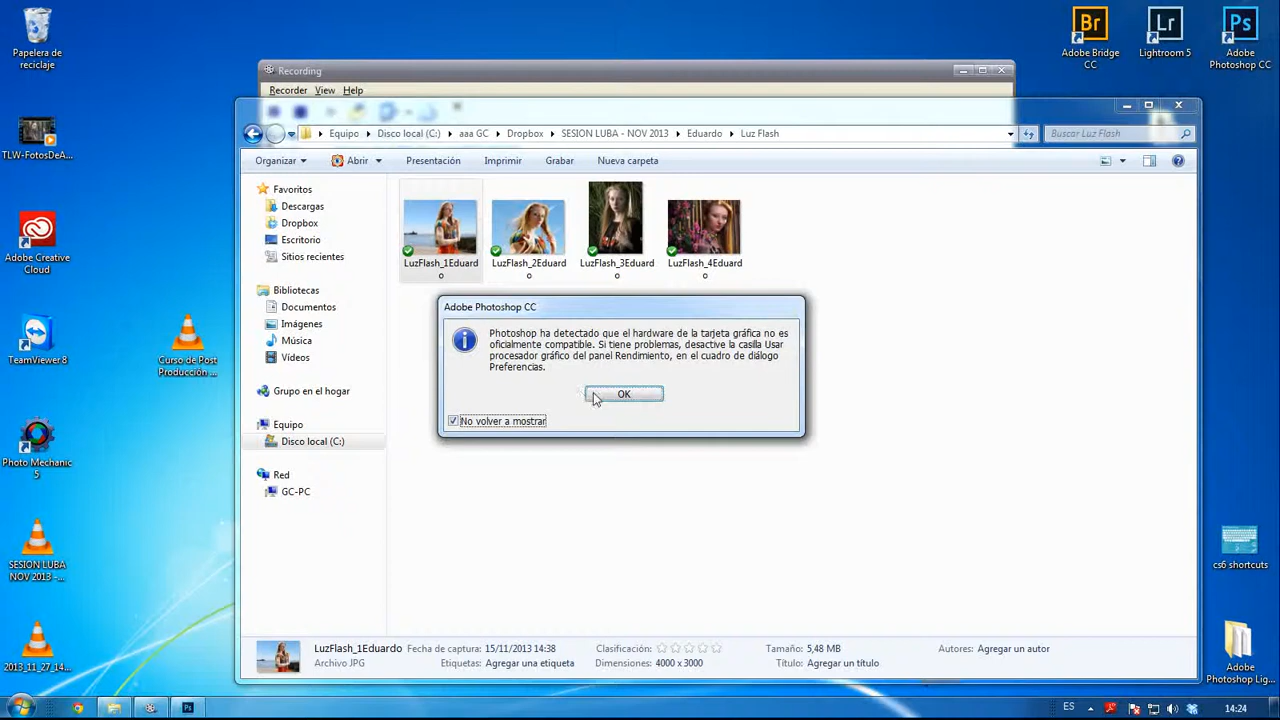 Papelera de
reciclaje
TLW-FotosDeA...
Adobe Creative
Cloud
TeamViewer 8
Curso de Post
Producción ...
Photo Mechanic
5
SESION LUBA
NOV 2013 -...
2013_11_27_14...
Br
Adobe Bridge
CC
Lr
Lightroom 5
Ps
Adobe
Photoshop CC
cs6 shortcuts
Adobe
Photoshop Lig...
Recording
Recorder View Help
Equipo Disco local (C:) aaa GC Dropbox SESION LUBA - NOV 2013 Eduardo Luz Flash
Buscar Luz Flash
Organizar Abrir Presentación Imprimir Grabar Nueva carpeta
Favoritos
Descargas
Dropbox
Escritorio
Sitios recientes
Bibliotecas
Documentos
Imágenes
Música
Vídeos
Grupo en el hogar
Equipo
Disco local (C:)
Red
GC-PC
LuzFlash_1Eduard
o
LuzFlash_2Eduard
o
LuzFlash_3Eduard
o
LuzFlash_4Eduard
o
Adobe Photoshop CC
Photoshop ha detectado que el hardware de la tarjeta gráfica no es
oficialmente compatible. Si tiene problemas, desactive la casilla Usar
procesador gráfico del panel Rendimiento, en el cuadro de diálogo
Preferencias.
OK
No volver a mostrar
LuzFlash_1Eduardo Fecha de captura: 15/11/2013 14:38 Clasificación: Tamaño: 5,48 MB Autores: Agregar un autor
Archivo JPG Etiquetas: Agregar una etiqueta Dimensiones: 4000 x 3000 Título: Agregar un título
Ps
ES
14:24